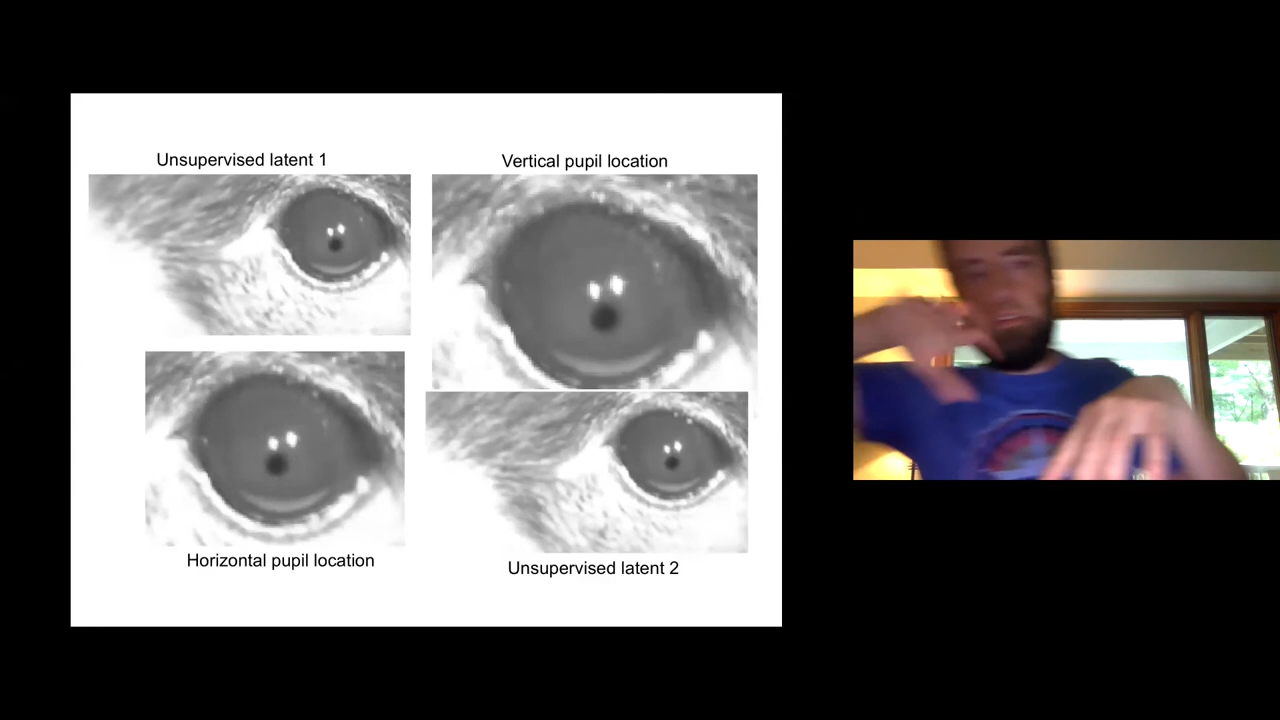 Unsupervised latent 1
Vertical pupil location
Horizontal pupil location
Unsupervised latent 2